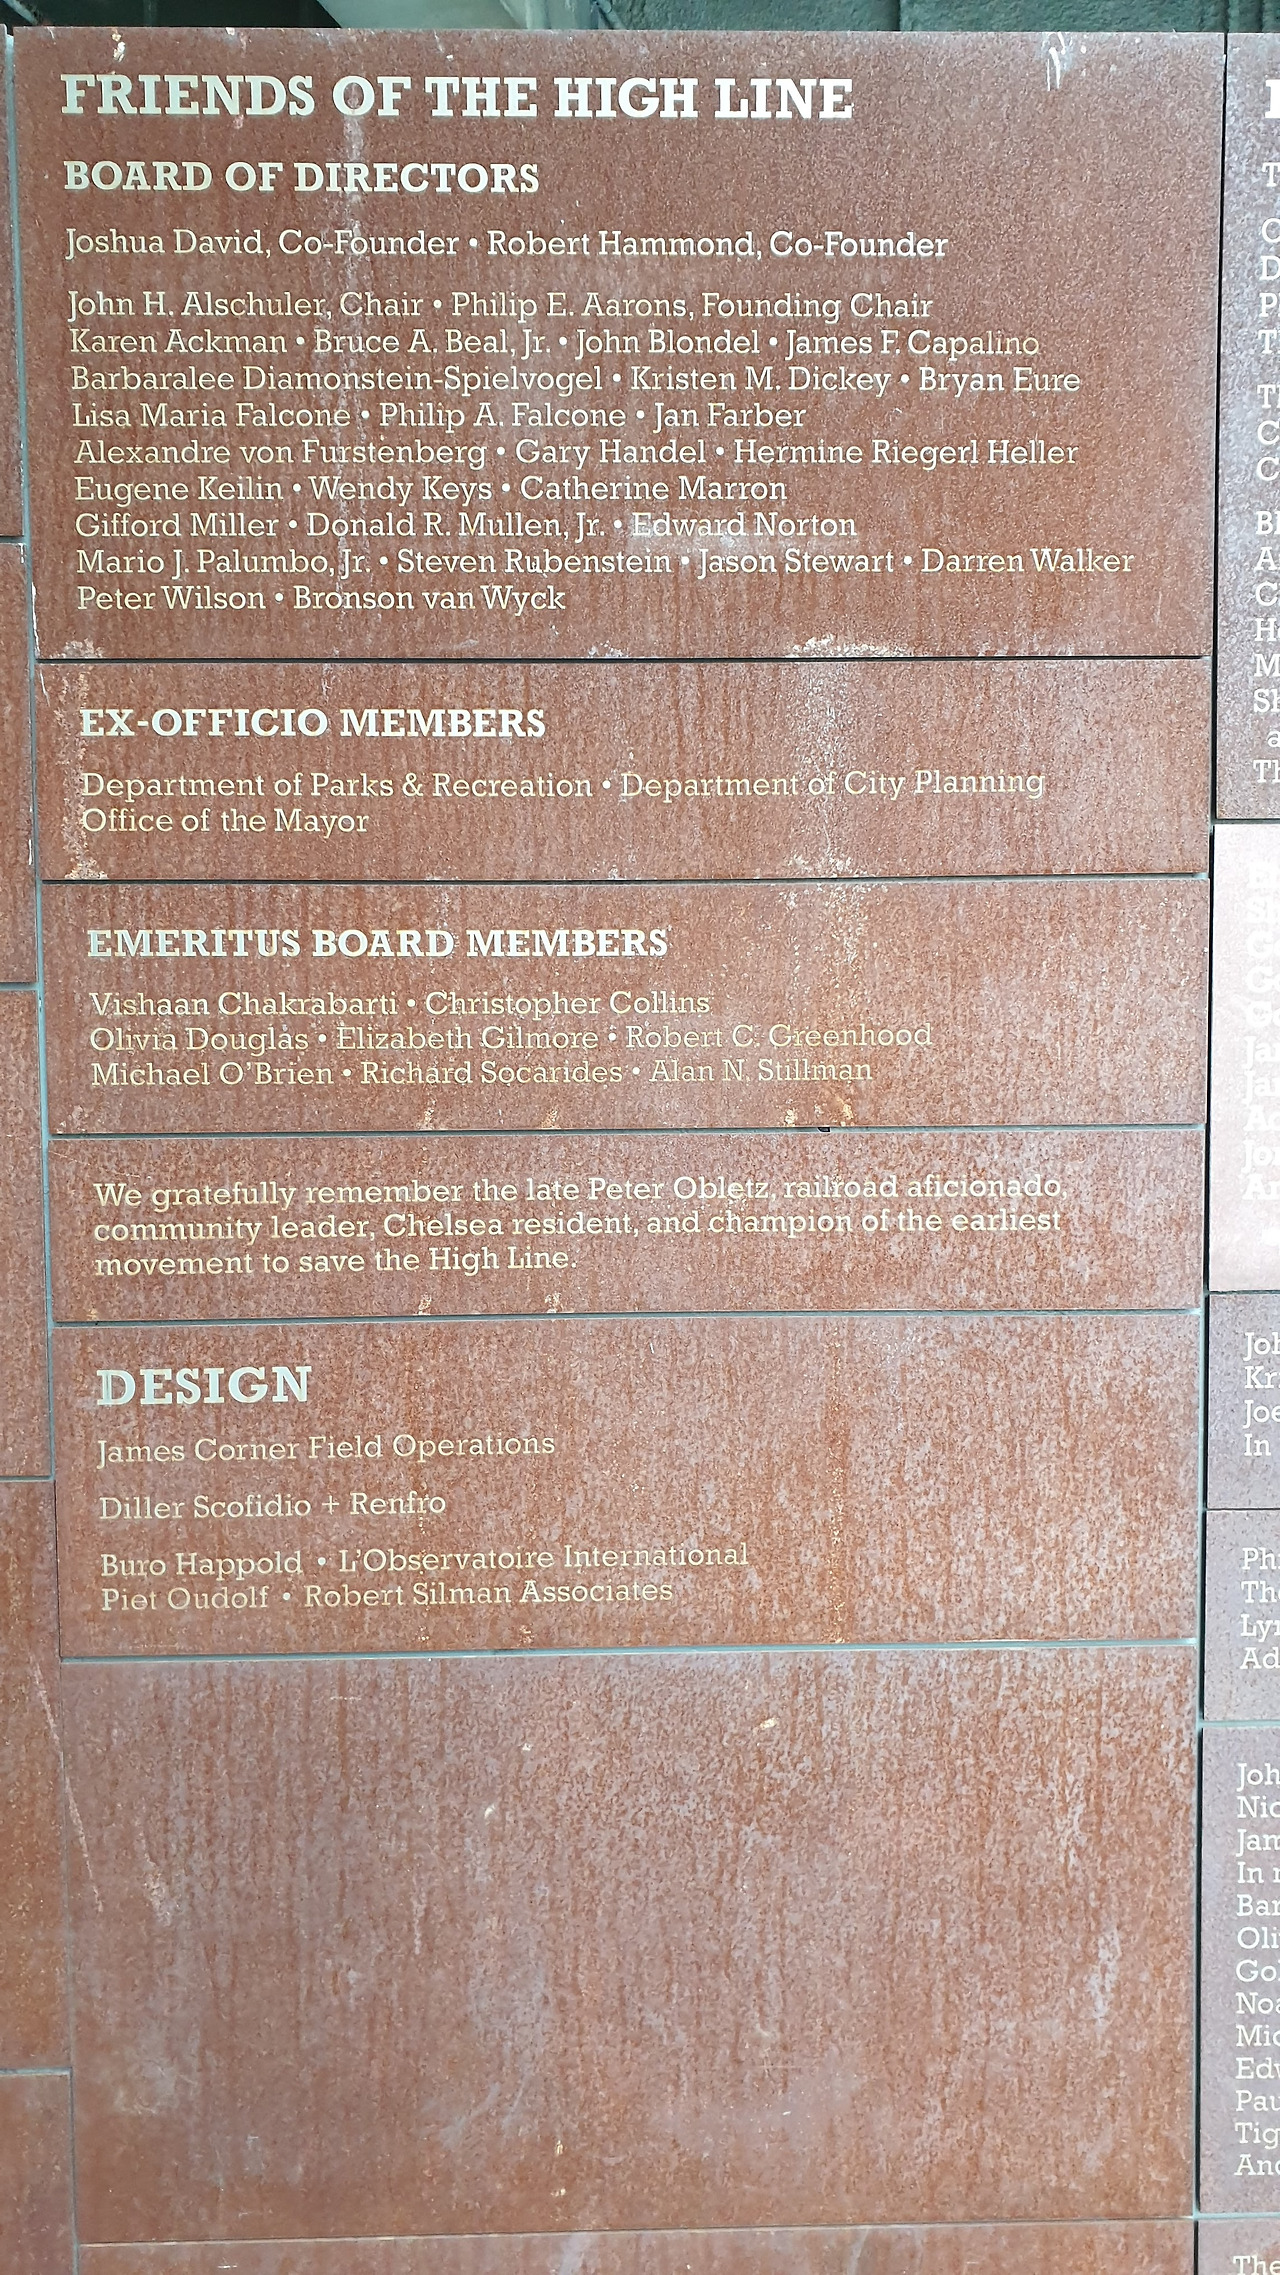 FRIENDS OF THE HIGH LINE
BOARD OF DIRECTORS
Joshua David, Co-Founder • Robert Hammond, Co-Founder
John H. Alschuler, Chair • Philip E. Aarons, Founding Chair
Karen Ackman • Bruce A. Beal, Jr. • John Blondel • James F. Capalino
Barbaralee Diamonstein-Spielvogel • Kristen M. Dickey • Bryan Eure
Lisa Maria Falcone • Philip A. Falcone • Jan Farber
Alexandre von Furstenberg • Gary Handel • Hermine Riegerl Heller
Eugene Keilin • Wendy Keys • Catherine Marron
Gifford Miller • Donald R. Mullen, Jr. • Edward Norton
Mario J. Palumbo, Jr. • Steven Rubenstein • Jason Stewart • Darren Walker
Peter Wilson • Bronson van Wyck
EX-OFFICIO MEMBERS
Department of Parks & Recreation • Department of City Planning
Office of the Mayor
EMERITUS BOARD MEMBERS
Vishaan Chakrabarti • Christopher Collins
Olivia Douglas • Elizabeth Gilmore • Robert C. Greenhood
Michael O'Brien • Richard Socarides • Alan N. Stillman
We gratefully remember the late Peter Obletz, railroad aficionado,
community leader, Chelsea resident, and champion of the earliest
movement to save the High Line.
DESIGN
James Corner Field Operations
Diller Scofidio + Renfro
Buro Happold • L'Observatoire International
Piet Oudolf • Robert Silman Associates